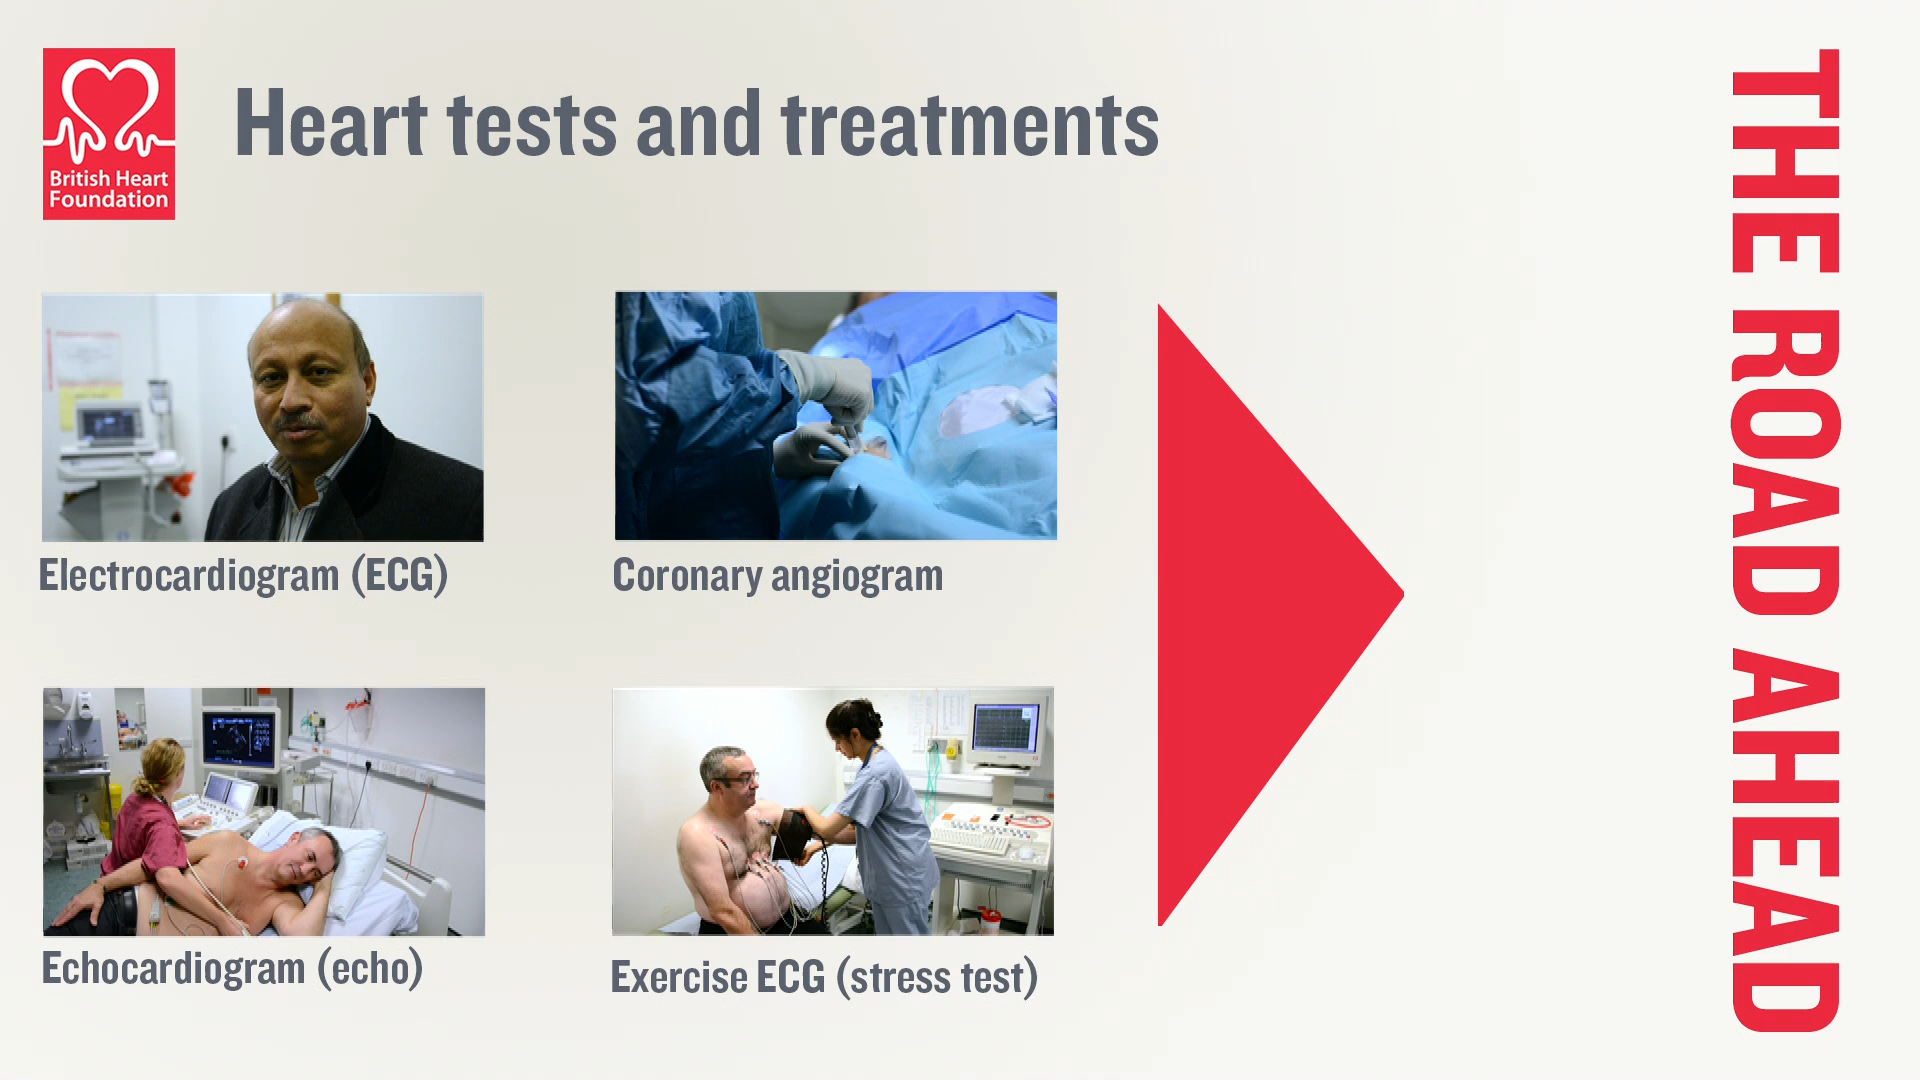 British Heart
Foundation
Heart tests and treatments
Electrocardiogram (ECG)
Coronary angiogram
Echocardiogram (echo)
Exercise ECG (stress test)
THE ROAD AHEAD